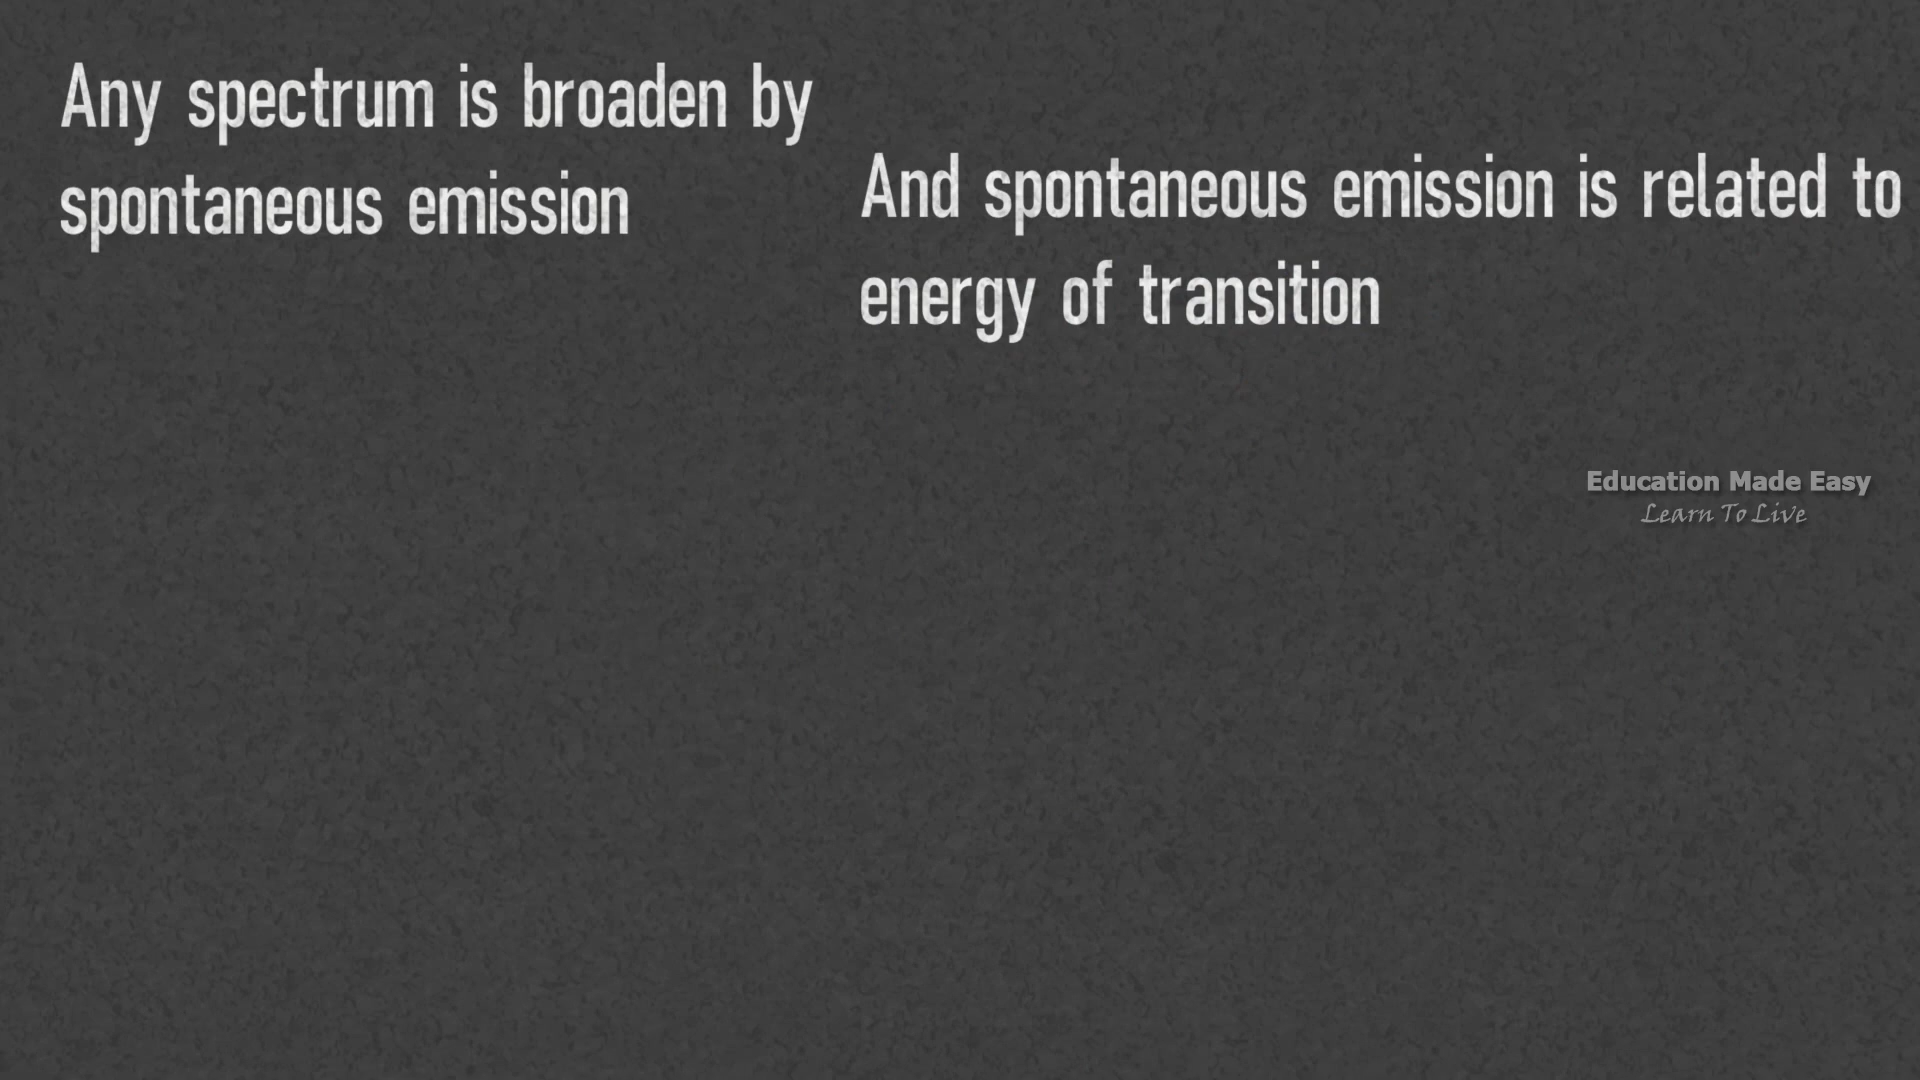 Any spectrum is broaden by
spontaneous emission
And spontaneous emission is related to
energy of transition
Education Made Easy
Learn To Live